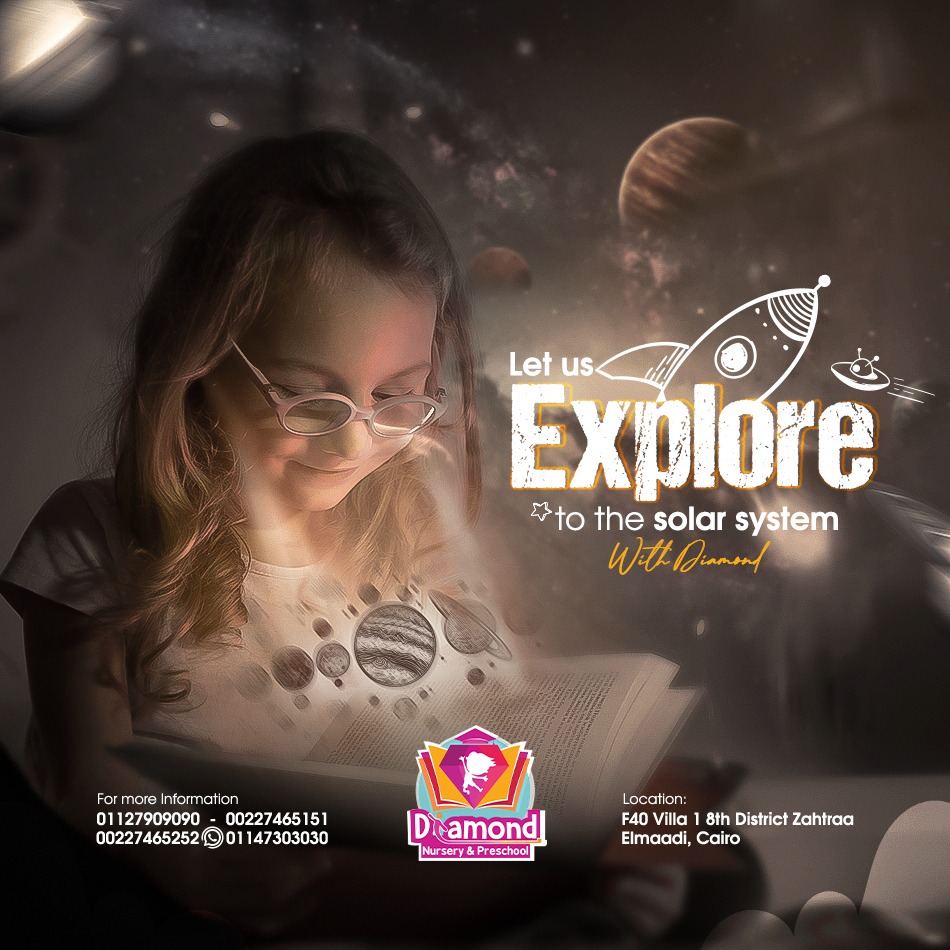 Let us
Explore
to the solar system
With Diamond
Diamond
Nursery & Preschool
For more Information
01127909090 - 00227465151
00227465252 01147303030
Location:
F40 Villa 1 8th District Zahtraa
Elmaadi, Cairo